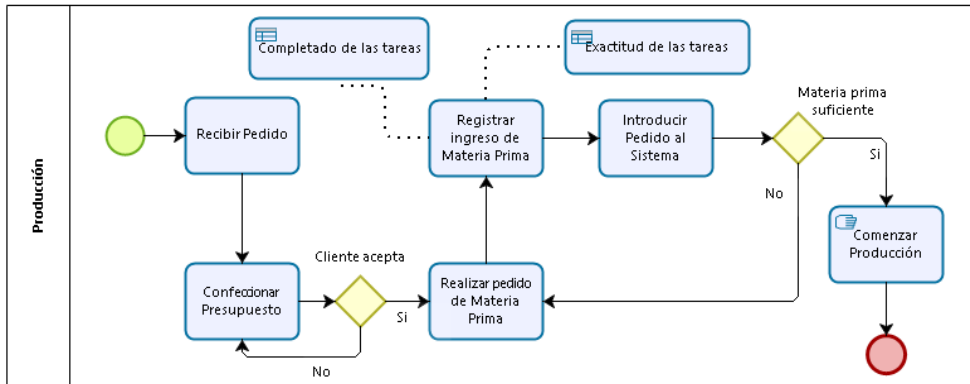 Producción
Completado de las tareas
Exactitud de las tareas
Recibir Pedido
Registrar
ingreso de
Materia Prima
Introducir
Pedido al
Sistema
Materia prima
suficiente
Si
No
Comenzar
Producción
Confeccionar
Presupuesto
Cliente acepta
Si
No
Realizar pedido
de Materia
Prima